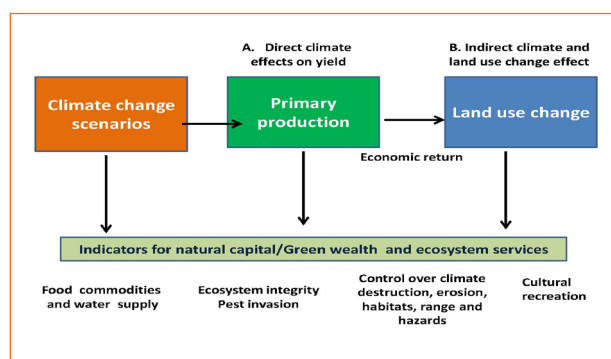 A. Direct climate
effects on yield
B. Indirect climate and
land use change effect
Climate change
scenarios
Primary
production
Land use change
Economic return
Indicators for natural capital/Green wealth and ecosystem services
Food commodities
and water supply
Ecosystem integrity
Pest invasion
Control over climate
destruction, erosion,
habitats, range and
hazards
Cultural
recreation